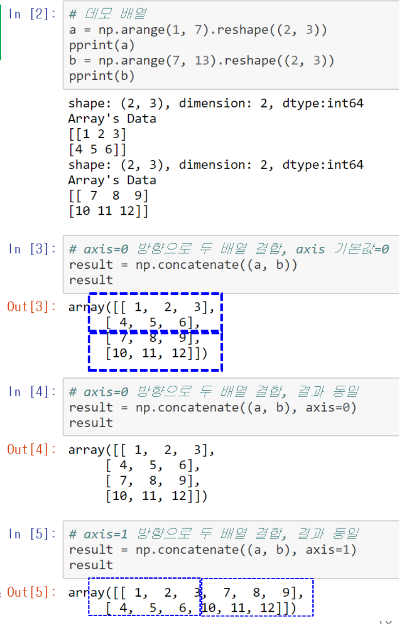 In [2]:
# 데모 배열
a = np.arange(1, 7).reshape((2, 3))
pprint(a)
b = np.arange(7, 13).reshape((2, 3))
pprint(b)
shape: (2, 3), dimension: 2, dtype:int64
Array's Data
[[1 2 3]
[4 5 6]]
shape: (2, 3), dimension: 2, dtype:int64
Array's Data
[[ 7  8  9]
[10 11 12]]
In [3]:
# axis=0 방향으로 두 배열 결합, axis 기본값=0
result = np.concatenate((a, b))
result
Out[3]:
array([[ 1,  2,  3],
[ 4,  5,  6],
[ 7,  8,  9],
[10, 11, 12]])
In [4]:
# axis=0 방향으로 두 배열 결합, 결과 동일
result = np.concatenate((a, b), axis=0)
result
Out[4]:
array([[ 1,  2,  3],
[ 4,  5,  6],
[ 7,  8,  9],
[10, 11, 12]])
In [5]:
# axis=1 방향으로 두 배열 결합, 결과 동일
result = np.concatenate((a, b), axis=1)
result
Out[5]:
array([[ 1,  2,  3,  7,  8,  9],
[ 4,  5,  6, 10, 11, 12]])